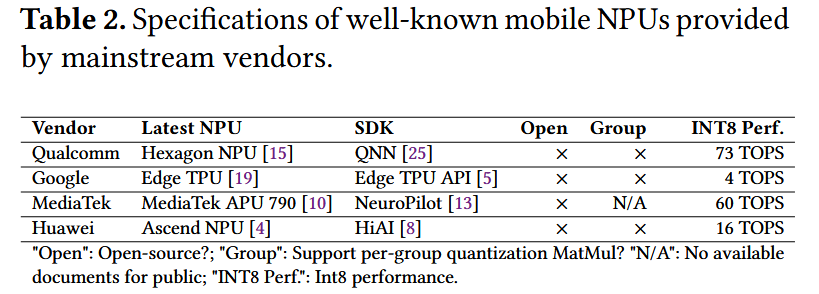 Table 2. Specifications of well-known mobile NPUs provided
by mainstream vendors.
Vendor Latest NPU SDK Open Group INT8 Perf.
Qualcomm Hexagon NPU [15] QNN [25] × × 73 TOPS
Google Edge TPU [19] Edge TPU API [5] × × 4 TOPS
MediaTek MediaTek APU 790 [10] NeuroPilot [13] × N/A 60 TOPS
Huawei Ascend NPU [4] HiAI [8] × × 16 TOPS
"Open": Open-source?; "Group": Support per-group quantization MatMul? "N/A": No available
documents for public; "INT8 Perf.": Int8 performance.